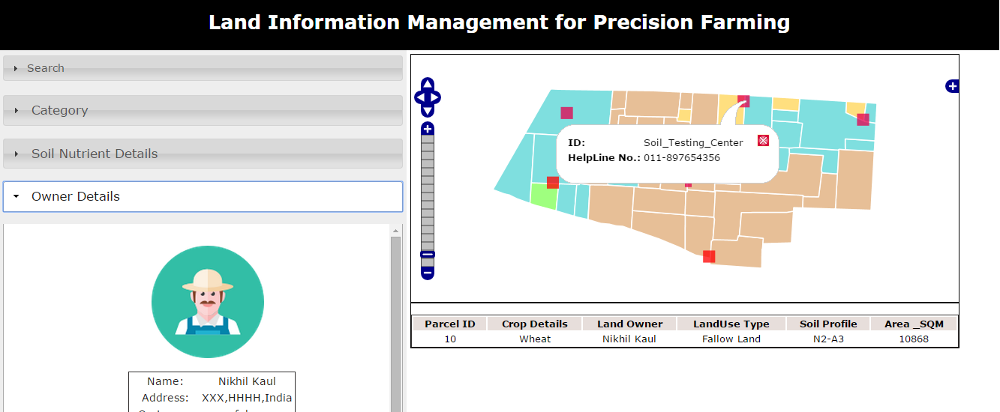 Land Information Management for Precision Farming
Search
Category
Soil Nutrient Details
Owner Details
Name: Nikhil Kaul
Address: XXX,HHHH,India
ID: Soil_Testing_Center
HelpLine No.: 011-897654356
Parcel ID Crop Details Land Owner LandUse Type Soil Profile Area _SQM
10 Wheat Nikhil Kaul Fallow Land N2-A3 10868